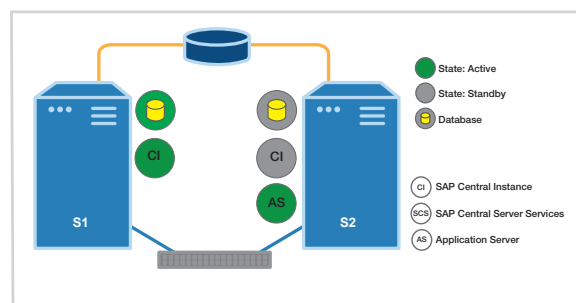 State: Active
State: Standby
Database
CI
CI
CI
SAP Central Instance
AS
SCS
SAP Central Server Services
S1
S2
AS
Application Server